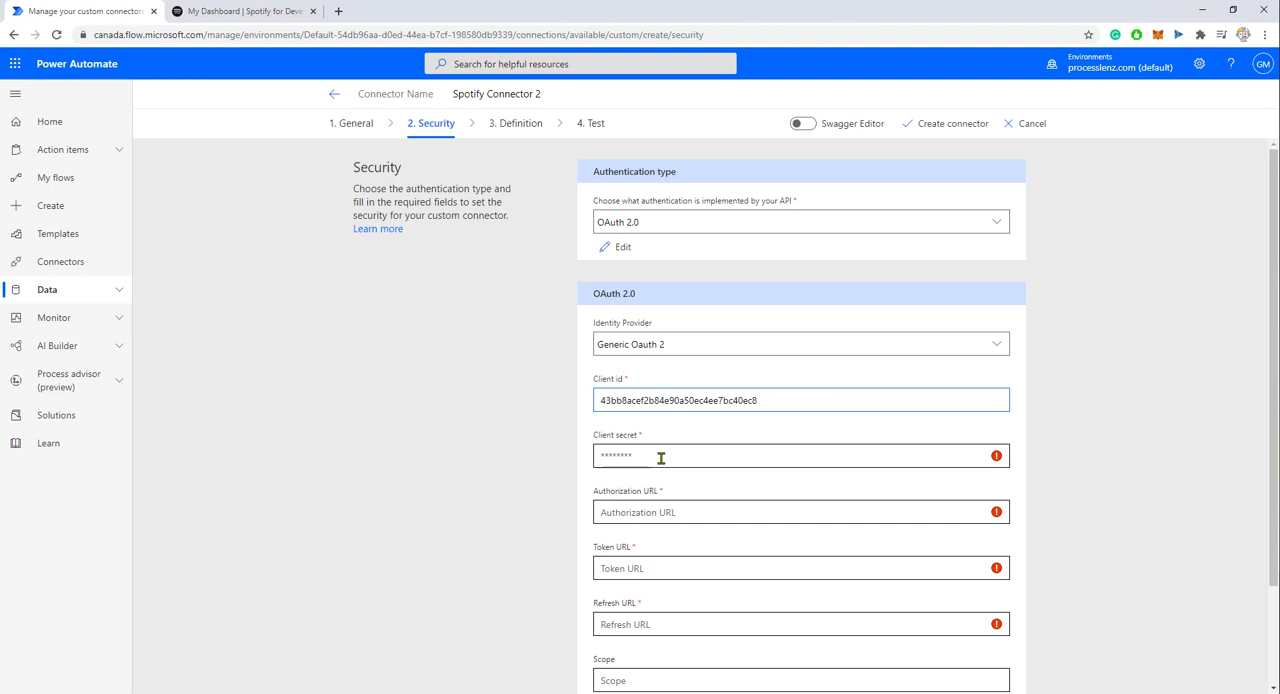 Manage your custom connectors
My Dashboard | Spotify for Deve
canada.flow.microsoft.com/manage/environments/Default-54db96aa-d0ed-44ea-b7cf-198580db9339/connections/available/custom/create/security
Power Automate
Search for helpful resources
Environments
processlenz.com (default)
GM
Connector Name
Spotify Connector 2
1. General
2. Security
3. Definition
4. Test
Swagger Editor
Create connector
Cancel
Home
Action items
My flows
Create
Templates
Connectors
Data
Monitor
AI Builder
Process advisor
(preview)
Solutions
Learn
Security
Choose the authentication type and
fill in the required fields to set the
security for your custom connector.
Learn more
Authentication type
Choose what authentication is implemented by your API *
OAuth 2.0
Edit
OAuth 2.0
Identity Provider
Generic Oauth 2
Client id *
43bb8acef2b84e90a50ec4ee7bc40ec8
Client secret *
********
Authorization URL *
Authorization URL
Token URL *
Token URL
Refresh URL *
Refresh URL
Scope
Scope